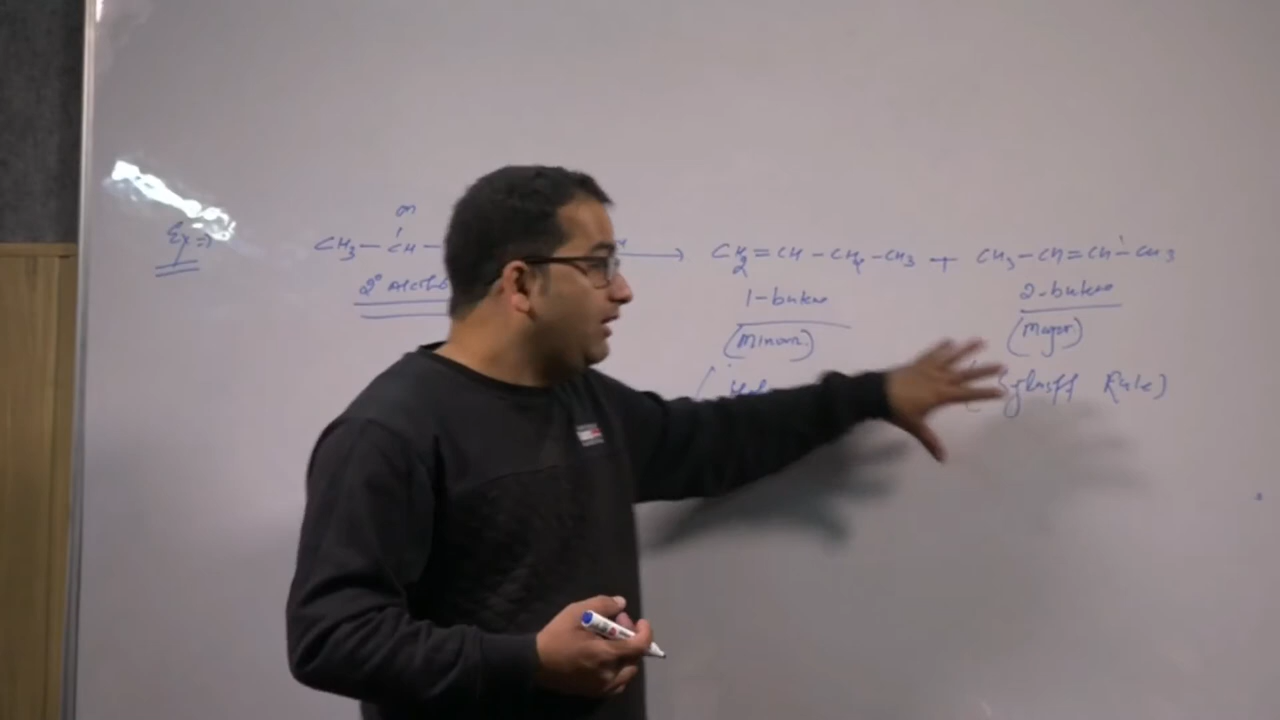 OH
Ex => CH3 - CH - H → CH2 = CH - CH2 - CH3 + CH3 - CH = CH - CH3
2° Alcoho 1-butene 2-butene
(Minor) (Major)
Rule)